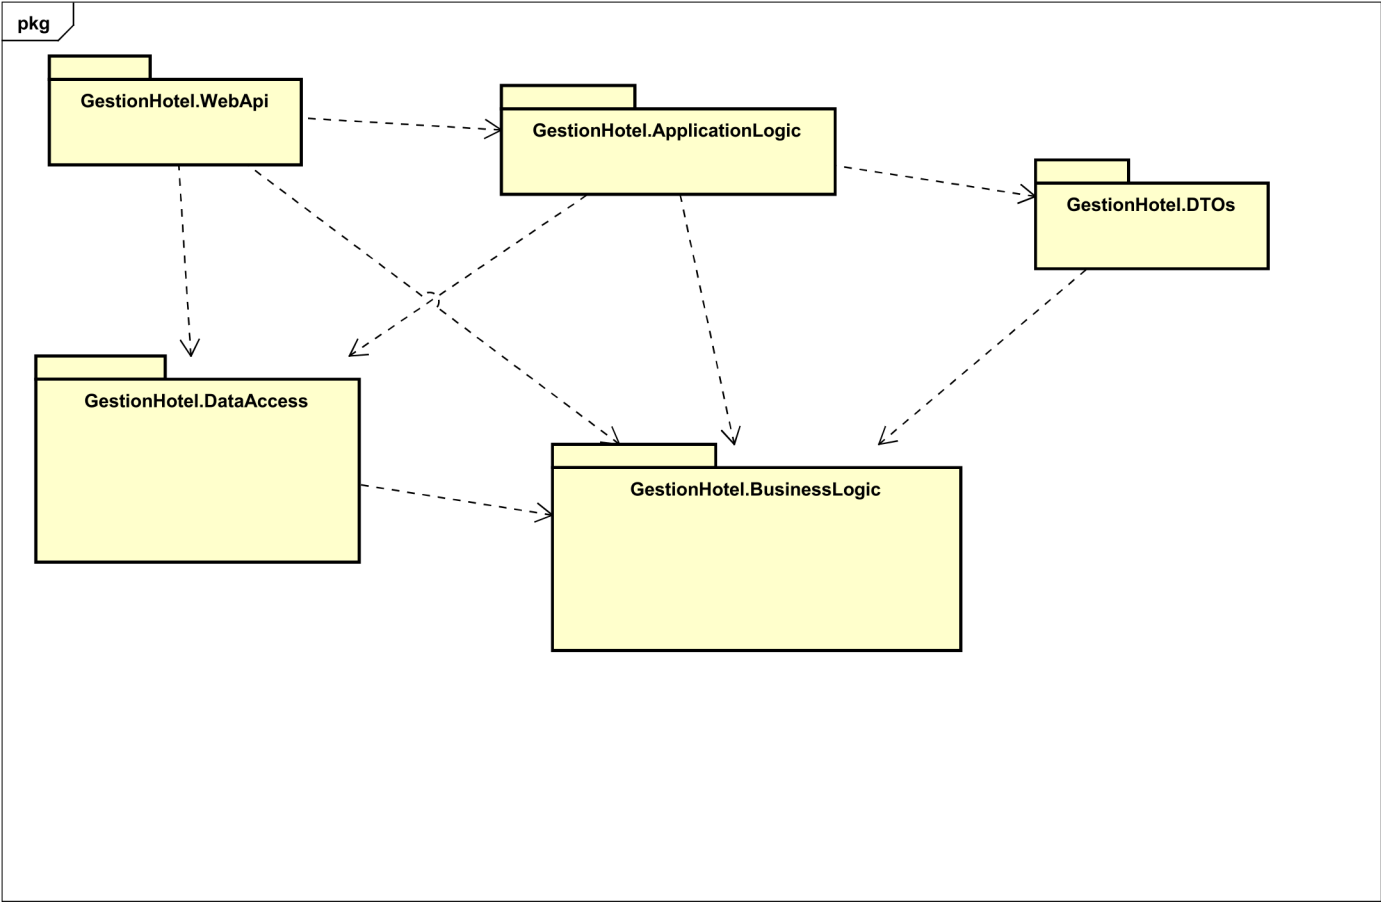 pkg
GestionHotel.WebApi
GestionHotel.ApplicationLogic
GestionHotel.DTOs
GestionHotel.DataAccess
GestionHotel.BusinessLogic